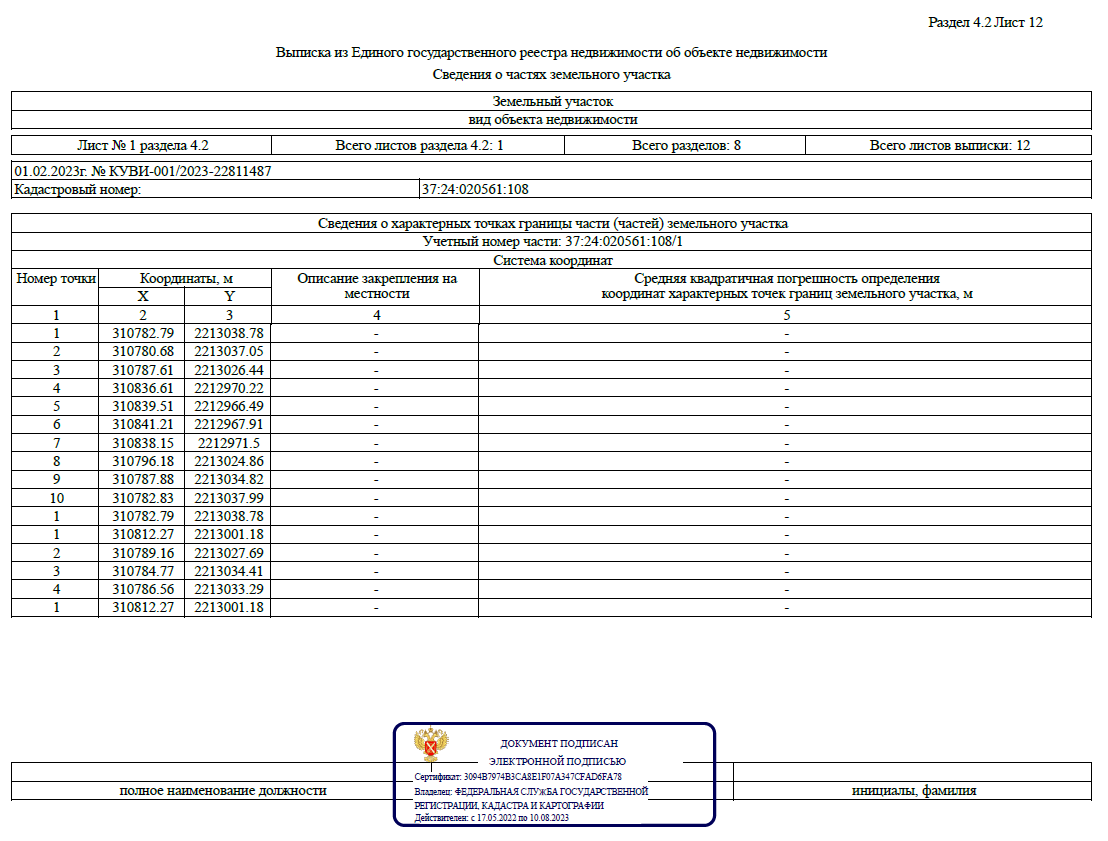 Раздел 4.2 Лист 12
Выписка из Единого государственного реестра недвижимости об объекте недвижимости
Сведения о частях земельного участка
Земельный участок
вид объекта недвижимости
Лист № 1 раздела 4.2 Всего листов раздела 4.2: 1 Всего разделов: 8 Всего листов выписки: 12
01.02.2023г. № КУВИ-001/2023-22811487
Кадастровый номер: 37:24:020561:108
Сведения о характерных точках границы части (частей) земельного участка
Учетный номер части: 37:24:020561:108/1
Система координат
Номер точки Координаты, м Описание закрепления на местности Средняя квадратичная погрешность определения координат характерных точек границ земельного участка, м
X Y
1 2 3 4 5
1 310782.79 2213038.78 - -
2 310780.68 2213037.05 - -
3 310787.61 2213026.44 - -
4 310836.61 2212970.22 - -
5 310839.51 2212966.49 - -
6 310841.21 2212967.91 - -
7 310838.15 2212971.5 - -
8 310796.18 2213024.86 - -
9 310787.88 2213034.82 - -
10 310782.83 2213037.99 - -
1 310782.79 2213038.78 - -
1 310812.27 2213001.18 - -
2 310789.16 2213027.69 - -
3 310784.77 2213034.41 - -
4 310786.56 2213033.29 - -
1 310812.27 2213001.18 - -
ДОКУМЕНТ ПОДПИСАН
ЭЛЕКТРОННОЙ ПОДПИСЬЮ
Сертификат: 3094B7974B3CA8E1F07A347CFAD6FA78
Владелец: ФЕДЕРАЛЬНАЯ СЛУЖБА ГОСУДАРСТВЕННОЙ
РЕГИСТРАЦИИ, КАДАСТРА И КАРТОГРАФИИ
Действителен: с 17.05.2022 по 10.08.2023
полное наименование должности инициалы, фамилия